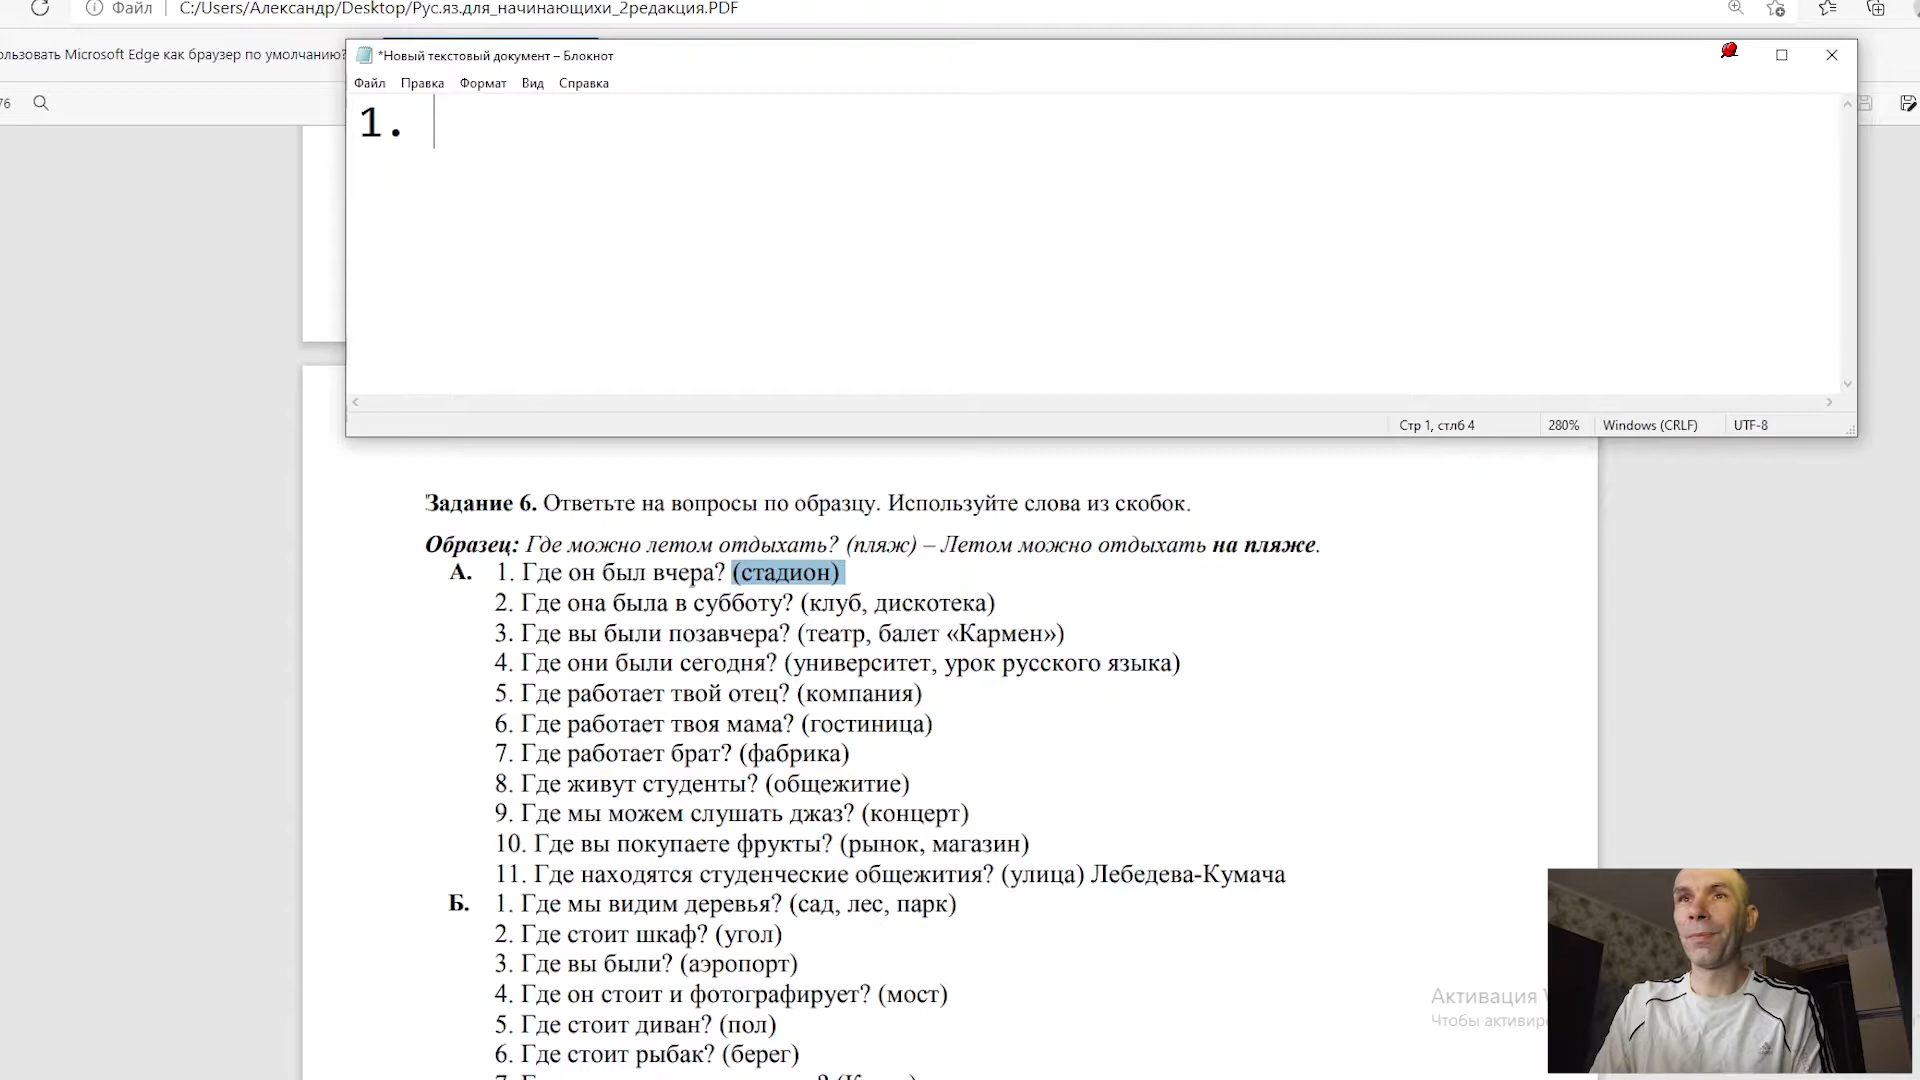 Файл C:/Users/Александр/Desktop/Рус.яз.для_начинающихи_2редакция.PDF
ользовать Microsoft Edge как браузер по умолчанию?
*Новый текстовый документ – Блокнот
Файл Правка Формат Вид Справка
76
1.
Стр 1, стлб 4 280% Windows (CRLF) UTF-8
Задание 6. Ответьте на вопросы по образцу. Используйте слова из скобок.
Образец: Где можно летом отдыхать? (пляж) – Летом можно отдыхать на пляже.
А. 1. Где он был вчера? (стадион)
2. Где она была в субботу? (клуб, дискотека)
3. Где вы были позавчера? (театр, балет «Кармен»)
4. Где они были сегодня? (университет, урок русского языка)
5. Где работает твой отец? (компания)
6. Где работает твоя мама? (гостиница)
7. Где работает брат? (фабрика)
8. Где живут студенты? (общежитие)
9. Где мы можем слушать джаз? (концерт)
10. Где вы покупаете фрукты? (рынок, магазин)
11. Где находятся студенческие общежития? (улица) Лебедева-Кумача
Б. 1. Где мы видим деревья? (сад, лес, парк)
2. Где стоит шкаф? (угол)
3. Где вы были? (аэропорт)
4. Где он стоит и фотографирует? (мост)
5. Где стоит диван? (пол)
6. Где стоит рыбак? (берег)
Активация
Чтобы активир